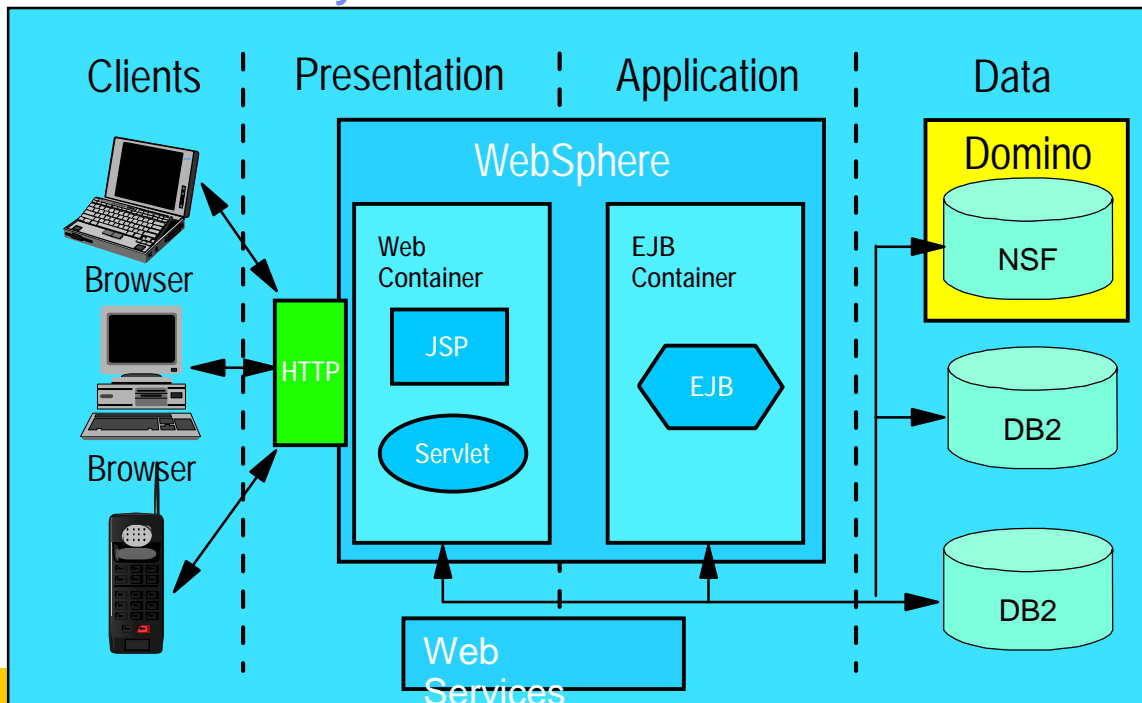 Clients
Presentation
Application
Data
WebSphere
Domino
NSF
Web
Container
EJB
Container
Browser
JSP
HTTP
EJB
Servlet
DB2
Browser
DB2
Web
Services